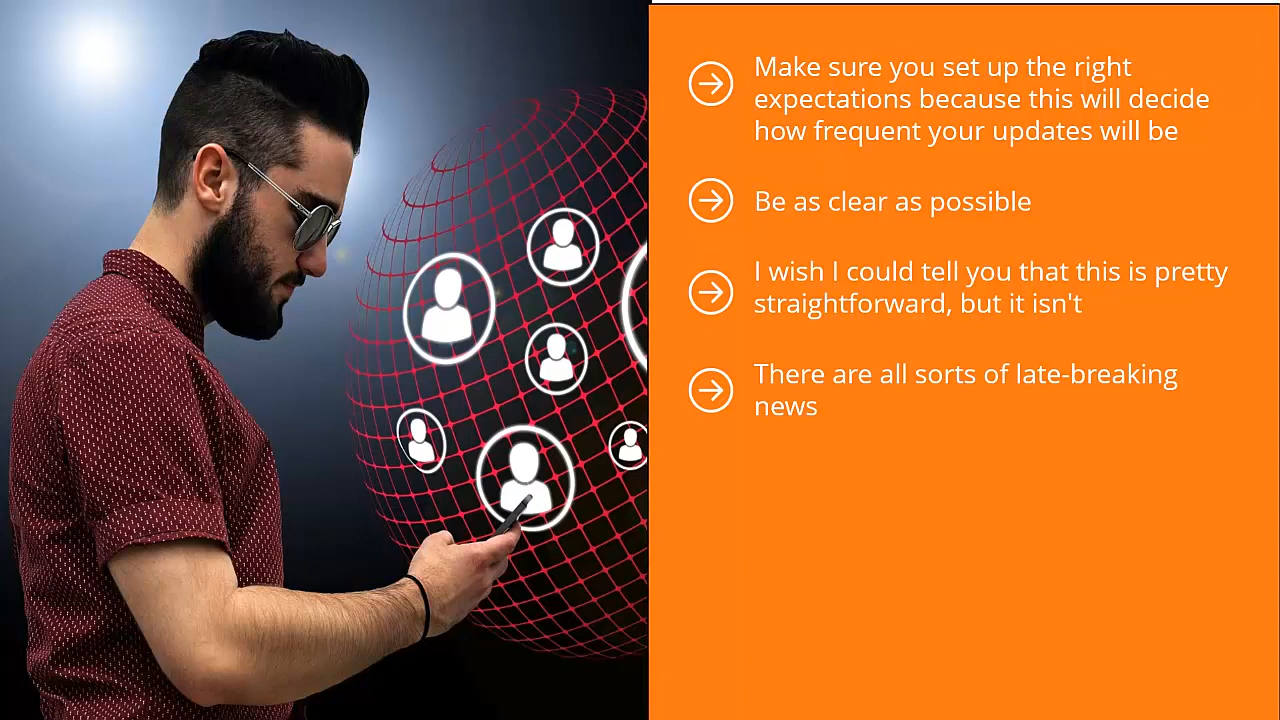 Make sure you set up the right
expectations because this will decide
how frequent your updates will be
Be as clear as possible
I wish I could tell you that this is pretty
straightforward, but it isn't
There are all sorts of late-breaking
news